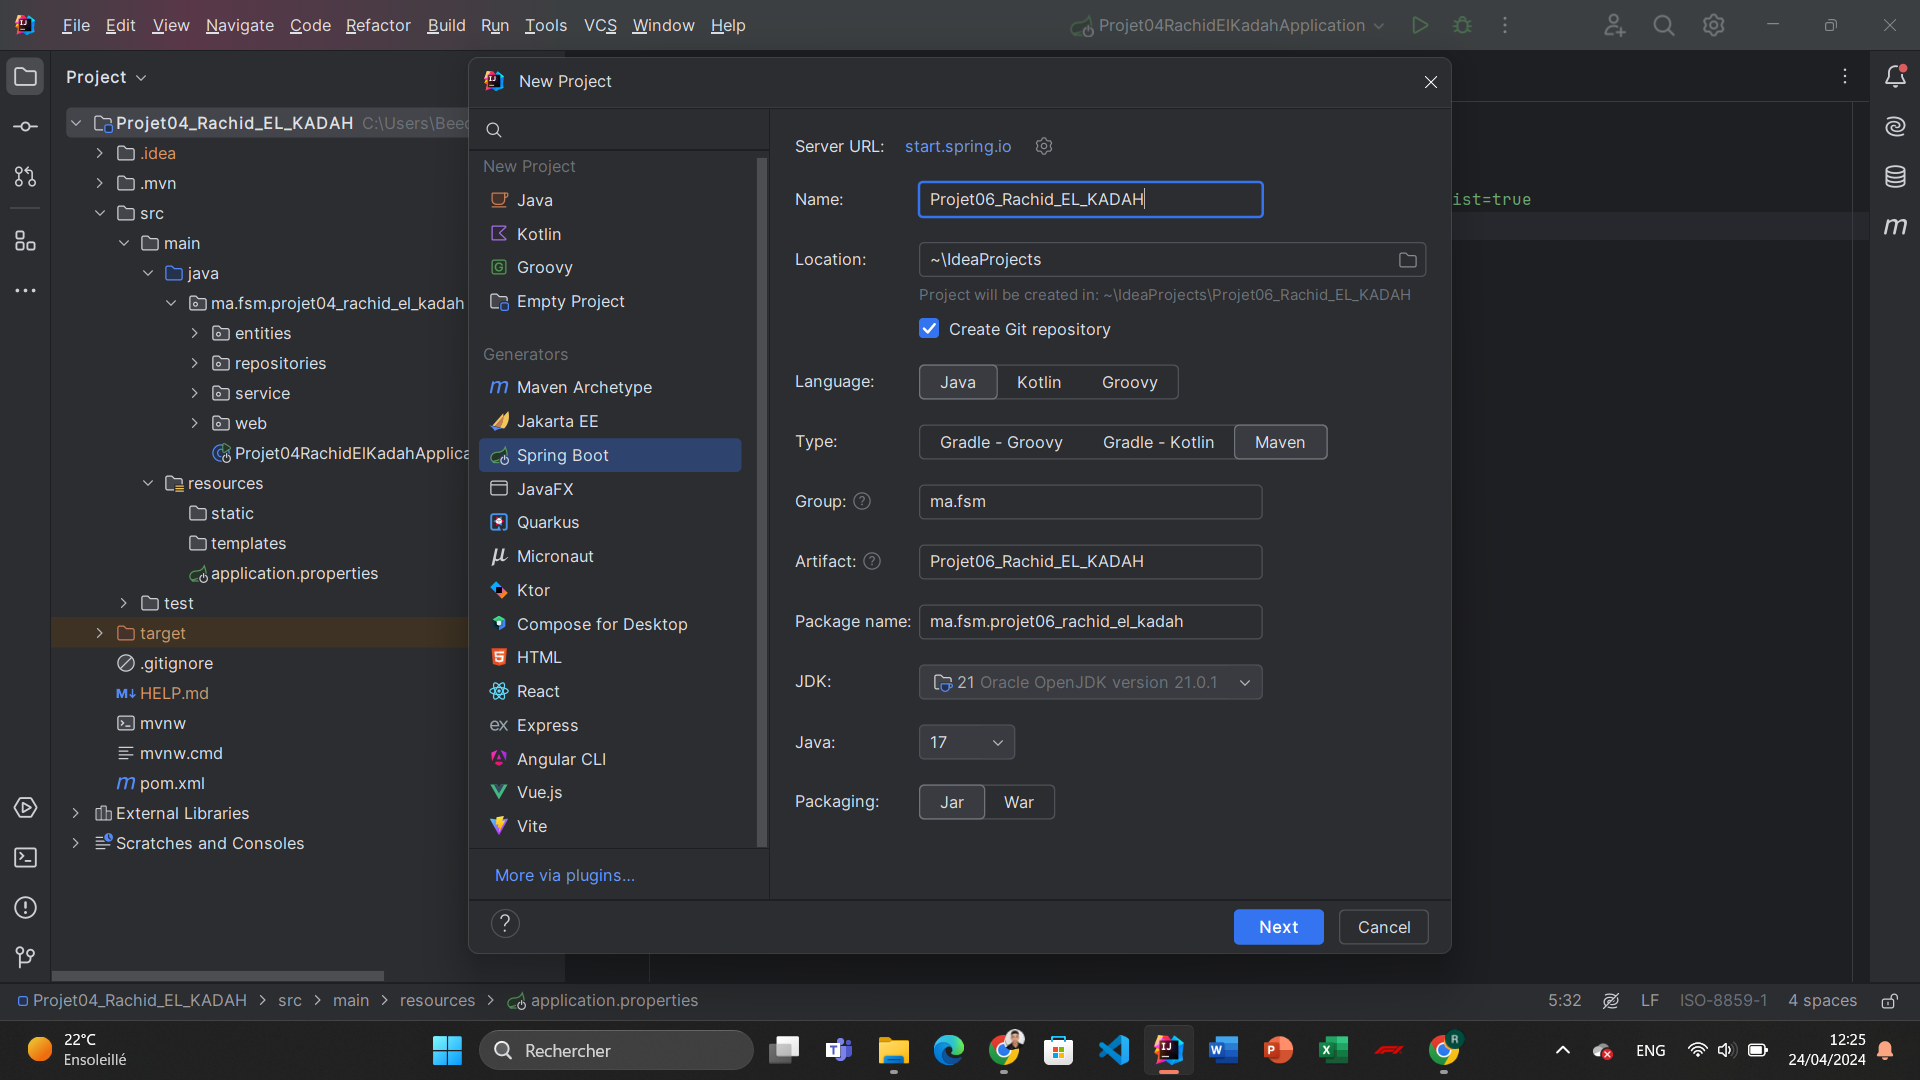 File Edit View Navigate Code Refactor Build Run Tools VCS Window Help
Projet04RachidElKadahApplication
Project
Projet04_Rachid_EL_KADAH C:\Users\Beec
.idea
.mvn
src
main
java
ma.fsm.projet04_rachid_el_kadah
entities
repositories
service
web
Projet04RachidElKadahApplica
resources
static
templates
application.properties
test
target
.gitignore
M↓ HELP.md
mvnw
mvnw.cmd
m pom.xml
External Libraries
Scratches and Consoles
New Project
New Project
Java
Kotlin
G Groovy
Empty Project
Generators
m Maven Archetype
Jakarta EE
Spring Boot
JavaFX
Quarkus
μ Micronaut
Ktor
Compose for Desktop
HTML
React
ex Express
Angular CLI
Vue.js
Vite
More via plugins...
Server URL: start.spring.io
Name: Projet06_Rachid_EL_KADAH
Location: ~\IdeaProjects
Project will be created in: ~\IdeaProjects\Projet06_Rachid_EL_KADAH
Create Git repository
Language: Java Kotlin Groovy
Type: Gradle - Groovy Gradle - Kotlin Maven
Group: ? ma.fsm
Artifact: ? Projet06_Rachid_EL_KADAH
Package name: ma.fsm.projet06_rachid_el_kadah
JDK: 21 Oracle OpenJDK version 21.0.1
Java: 17
Packaging: Jar War
? Next Cancel
ist=true
m
Projet04_Rachid_EL_KADAH > src > main > resources > application.properties
5:32 LF ISO-8859-1 4 spaces
22°C
Ensoleillé
Rechercher
ENG
12:25
24/04/2024